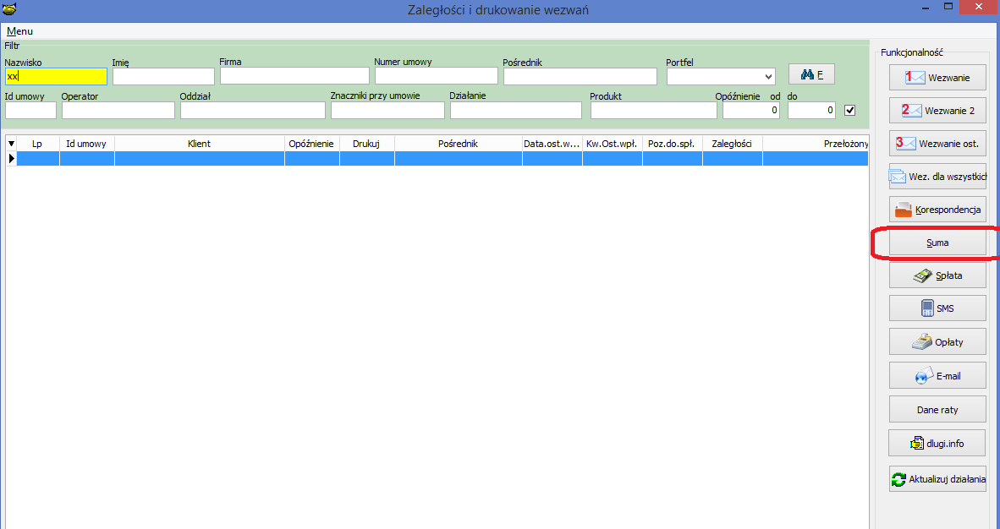 Zaległości i drukowanie wezwań
Menu
Filtr
Nazwisko Imię Firma Numer umowy Pośrednik Portfel
xx F
Id umowy Operator Oddział Znaczniki przy umowie Działanie Produkt Opóźnienie od do
0 0
Lp Id umowy Klient Opóźnienie Drukuj Pośrednik Data.ost.w... Kw.Ost.wpł. Poz.do.spł. Zaległości Przełożony
Funkcjonalność
1 Wezwanie
2 Wezwanie 2
3 Wezwanie ost.
Wez. dla wszystkich
Korespondencja
Suma
Spłata
SMS
Opłaty
E-mail
Dane raty
dlugi.info
Aktualizuj działania